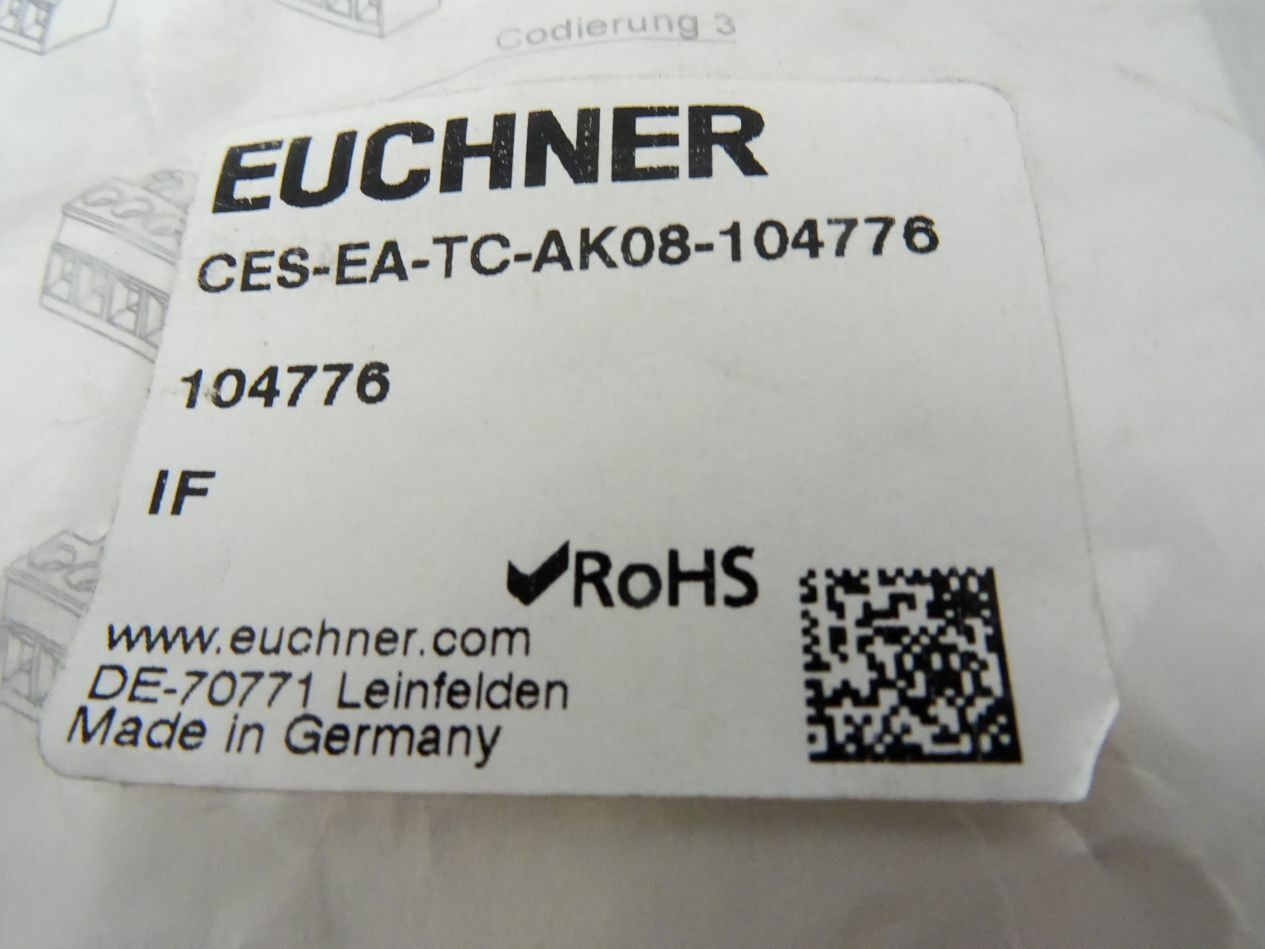 Codierung 3
EUCHNER
CES-EA-TC-AK08-104776
104776
IF
RoHS
www.euchner.com
DE-70771 Leinfelden
Made in Germany